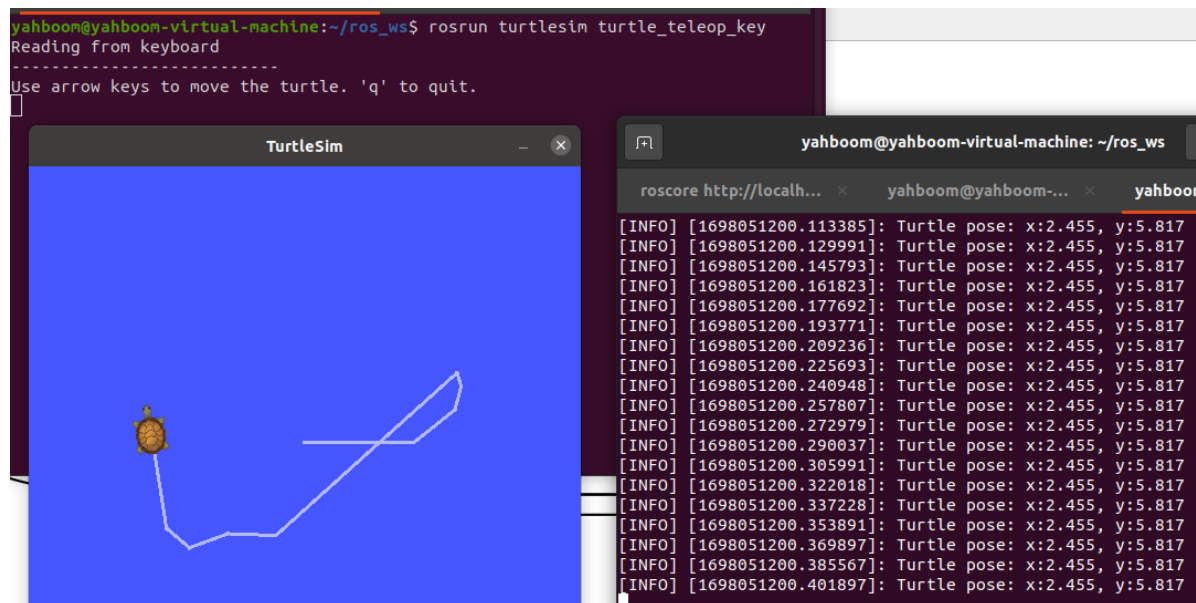 yahboom@yahboom-virtual-machine:~/ros_ws$ rosrun turtlesim turtle_teleop_key
Reading from keyboard
---------------------------
Use arrow keys to move the turtle. 'q' to quit.
TurtleSim
yahboom@yahboom-virtual-machine: ~/ros_ws
roscore http://localh... × yahboom@yahboom-... × yahboom
[INFO] [1698051200.113385]: Turtle pose: x:2.455, y:5.817
[INFO] [1698051200.129991]: Turtle pose: x:2.455, y:5.817
[INFO] [1698051200.145793]: Turtle pose: x:2.455, y:5.817
[INFO] [1698051200.161823]: Turtle pose: x:2.455, y:5.817
[INFO] [1698051200.177692]: Turtle pose: x:2.455, y:5.817
[INFO] [1698051200.193771]: Turtle pose: x:2.455, y:5.817
[INFO] [1698051200.209236]: Turtle pose: x:2.455, y:5.817
[INFO] [1698051200.225693]: Turtle pose: x:2.455, y:5.817
[INFO] [1698051200.240948]: Turtle pose: x:2.455, y:5.817
[INFO] [1698051200.257807]: Turtle pose: x:2.455, y:5.817
[INFO] [1698051200.272979]: Turtle pose: x:2.455, y:5.817
[INFO] [1698051200.290037]: Turtle pose: x:2.455, y:5.817
[INFO] [1698051200.305991]: Turtle pose: x:2.455, y:5.817
[INFO] [1698051200.322018]: Turtle pose: x:2.455, y:5.817
[INFO] [1698051200.337228]: Turtle pose: x:2.455, y:5.817
[INFO] [1698051200.353891]: Turtle pose: x:2.455, y:5.817
[INFO] [1698051200.369897]: Turtle pose: x:2.455, y:5.817
[INFO] [1698051200.385567]: Turtle pose: x:2.455, y:5.817
[INFO] [1698051200.401897]: Turtle pose: x:2.455, y:5.817